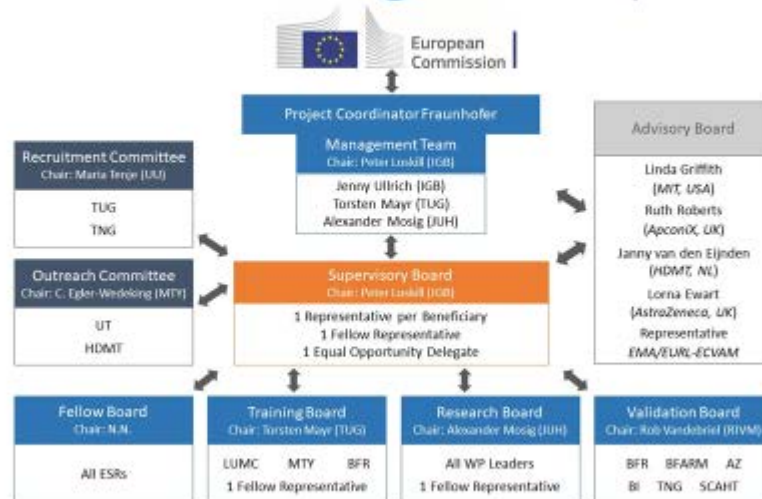 European
Commission
Project Coordinator Fraunhofer
Management Team
Chair: Peter Loskill (IGB)
Jenny Ullrich (IGB)
Torsten Mayr (TUG)
Alexander Mosig (JUH)
Recruitment Committee
Chair: Maria Tenje (UU)
TUG
TNG
Outreach Committee
Chair: C. Egler-Wedeking (MTY)
UT
HDMT
Advisory Board
Linda Griffith
(MIT, USA)
Ruth Roberts
(ApconiX, UK)
Janny van den Eijnden
(HDMT, NL)
Lorna Ewart
(AstraZeneca, UK)
Representative
EMA/EURL-ECVAM
Supervisory Board
Chair: Peter Loskill (IGB)
1 Representative per Beneficiary
1 Fellow Representative
1 Equal Opportunity Delegate
Fellow Board
Chair: N.N.
All ESRs
Training Board
Chair: Torsten Mayr (TUG)
LUMC MTY BFR
1 Fellow Representative
Research Board
Chair: Alexander Mosig (JUH)
All WP Leaders
1 Fellow Representative
Validation Board
Chair: Rob Vandebriel (RIVM)
BFR BFARM AZ
BI TNG SCAHT